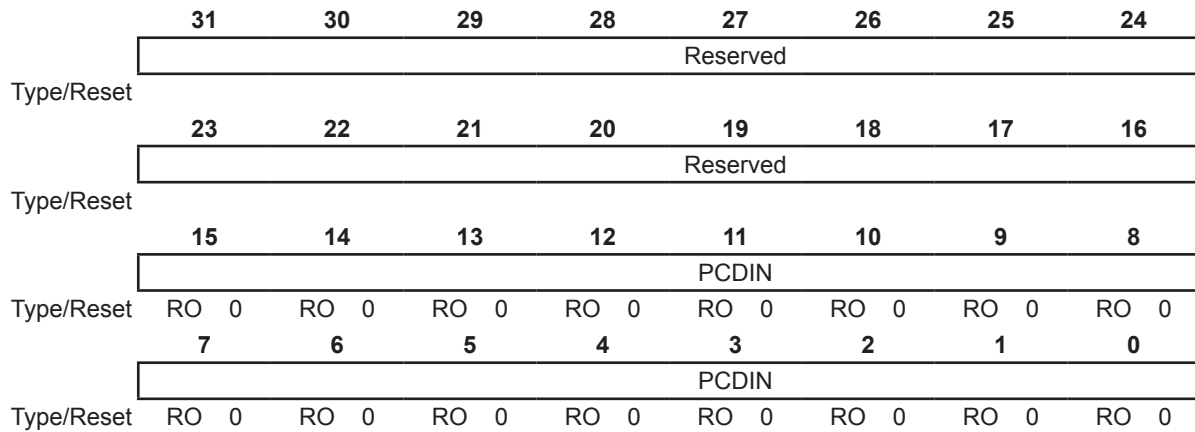 31 30 29 28 27 26 25 24
Reserved
Type/Reset
23 22 21 20 19 18 17 16
Reserved
Type/Reset
15 14 13 12 11 10 9 8
PCDIN
Type/Reset RO 0 RO 0 RO 0 RO 0 RO 0 RO 0 RO 0 RO 0
7 6 5 4 3 2 1 0
PCDIN
Type/Reset RO 0 RO 0 RO 0 RO 0 RO 0 RO 0 RO 0 RO 0